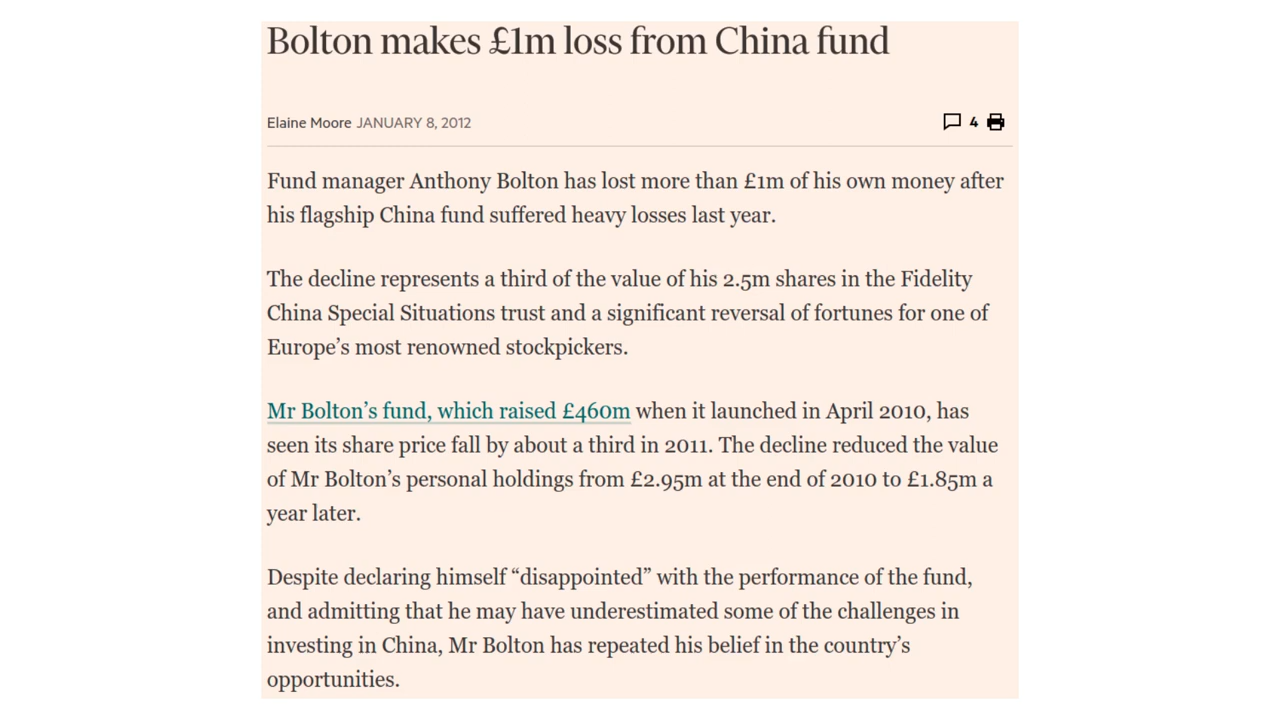 Bolton makes £1m loss from China fund
Elaine Moore JANUARY 8, 2012
4
Fund manager Anthony Bolton has lost more than £1m of his own money after
his flagship China fund suffered heavy losses last year.
The decline represents a third of the value of his 2.5m shares in the Fidelity
China Special Situations trust and a significant reversal of fortunes for one of
Europe’s most renowned stockpickers.
Mr Bolton’s fund, which raised £460m when it launched in April 2010, has
seen its share price fall by about a third in 2011. The decline reduced the value
of Mr Bolton’s personal holdings from £2.95m at the end of 2010 to £1.85m a
year later.
Despite declaring himself “disappointed” with the performance of the fund,
and admitting that he may have underestimated some of the challenges in
investing in China, Mr Bolton has repeated his belief in the country’s
opportunities.